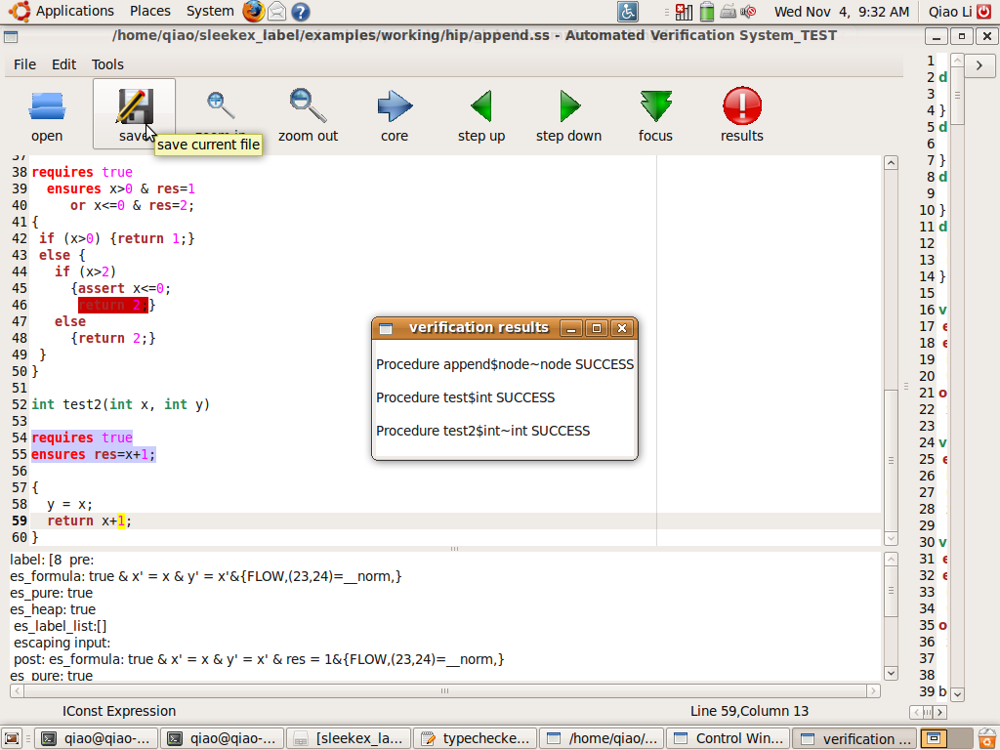 Applications Places System
Wed Nov 4, 9:32 AM Qiao Li
/home/qiao/sleekex_label/examples/working/hip/append.ss - Automated Verification System_TEST
File Edit Tools
open save zoom out core step up step down focus results
save current file
37
38 requires true
39 ensures x>0 & res=1
40 or x<=0 & res=2;
41 {
42 if (x>0) {return 1;}
43 else {
44 if (x>2)
45 {assert x<=0;
46 return 2;}
47 else
48 {return 2;}
49 }
50 }
51
52 int test2(int x, int y)
53
54 requires true
55 ensures res=x+1;
56
57 {
58 y = x;
59 return x+1;
60 }
verification results
Procedure append$node~node SUCCESS
Procedure test$int SUCCESS
Procedure test2$int~int SUCCESS
label: [8 pre:
es_formula: true & x' = x & y' = x'&{FLOW,(23,24)=__norm,}
es_pure: true
es_heap: true
es_label_list:[]
escaping input:
post: es_formula: true & x' = x & y' = x' & res = 1&{FLOW,(23,24)=__norm,}
es_pure: true
IConst Expression
Line 59,Column 13
1
2 d
3
4 }
5 d
6
7 }
8 d
9
10 }
11 d
12
13
14 }
15
16 v
17 e
18 e
19
20
21 o
22
23
24 v
25 e
26
27
28
29
30 v
31 e
32 e
33
34
35 o
36
37
38
39 b
qiao@qiao-... qiao@qiao-... [sleekex_la... typechecke... /home/qiao/... Control Win... verification ...